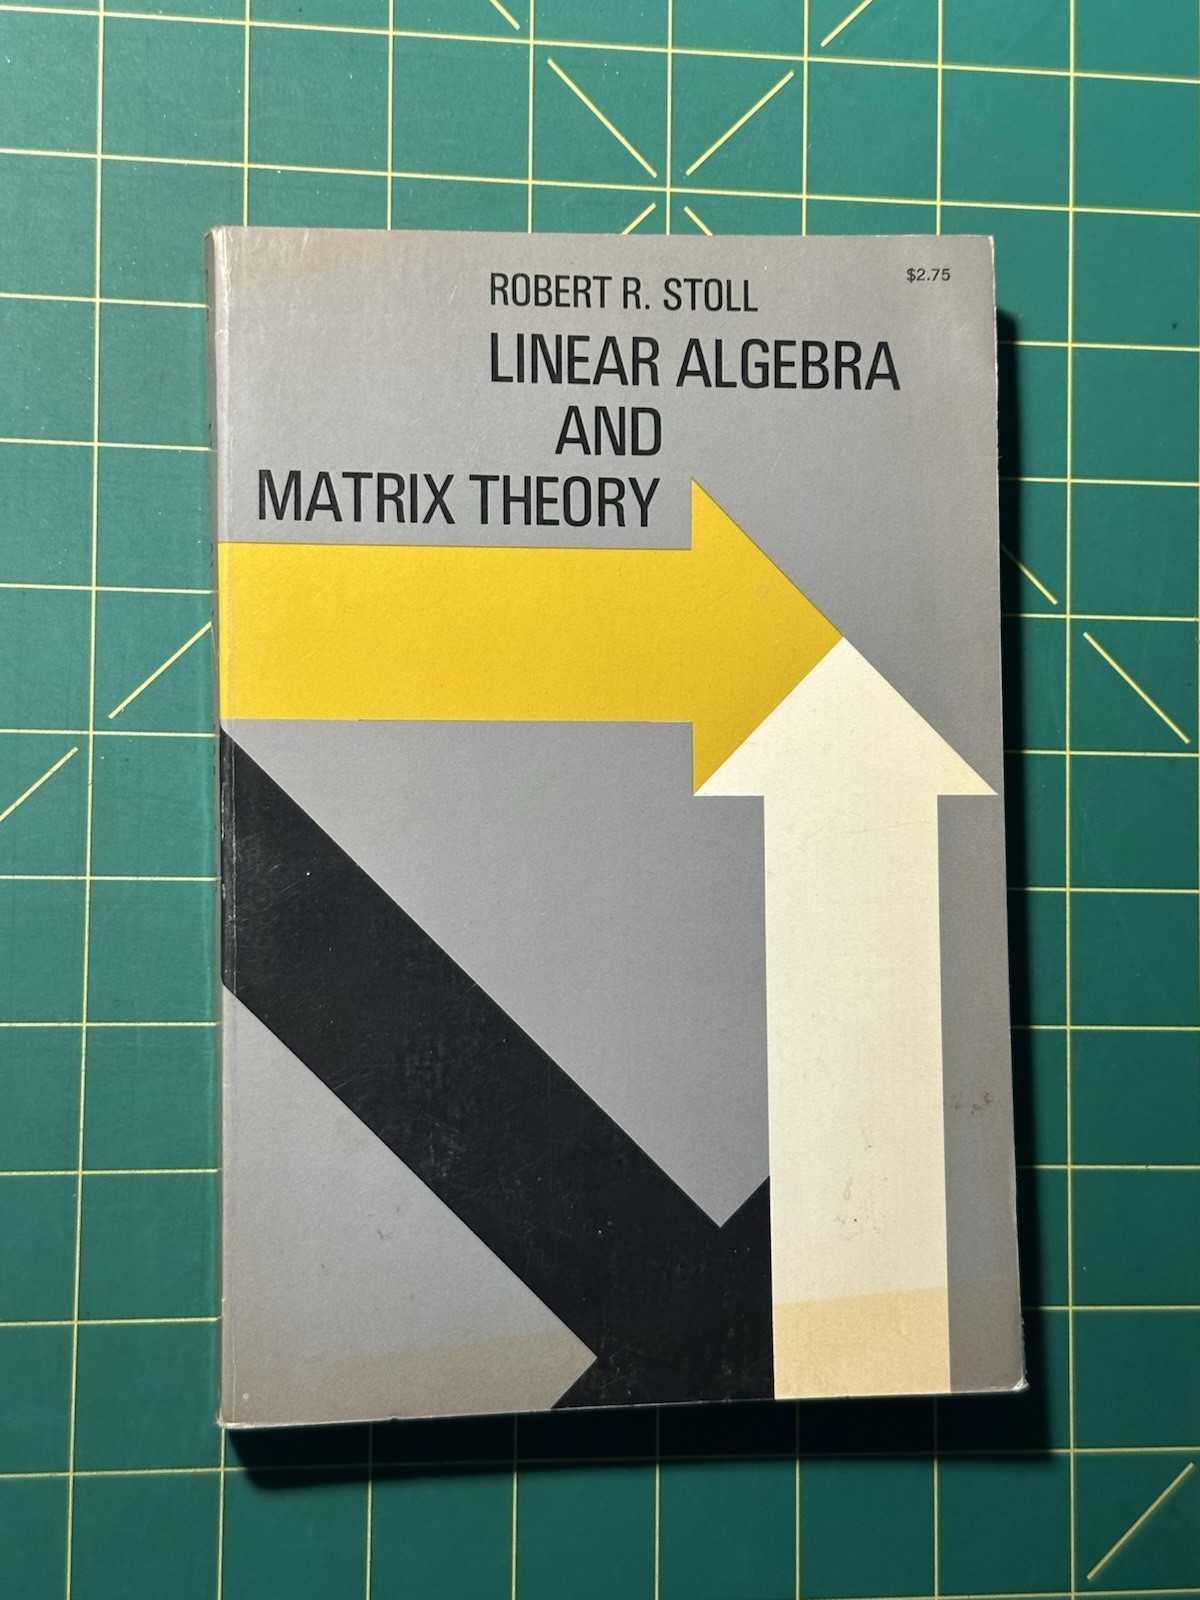 $2.75
ROBERT R. STOLL
LINEAR ALGEBRA
AND
MATRIX THEORY